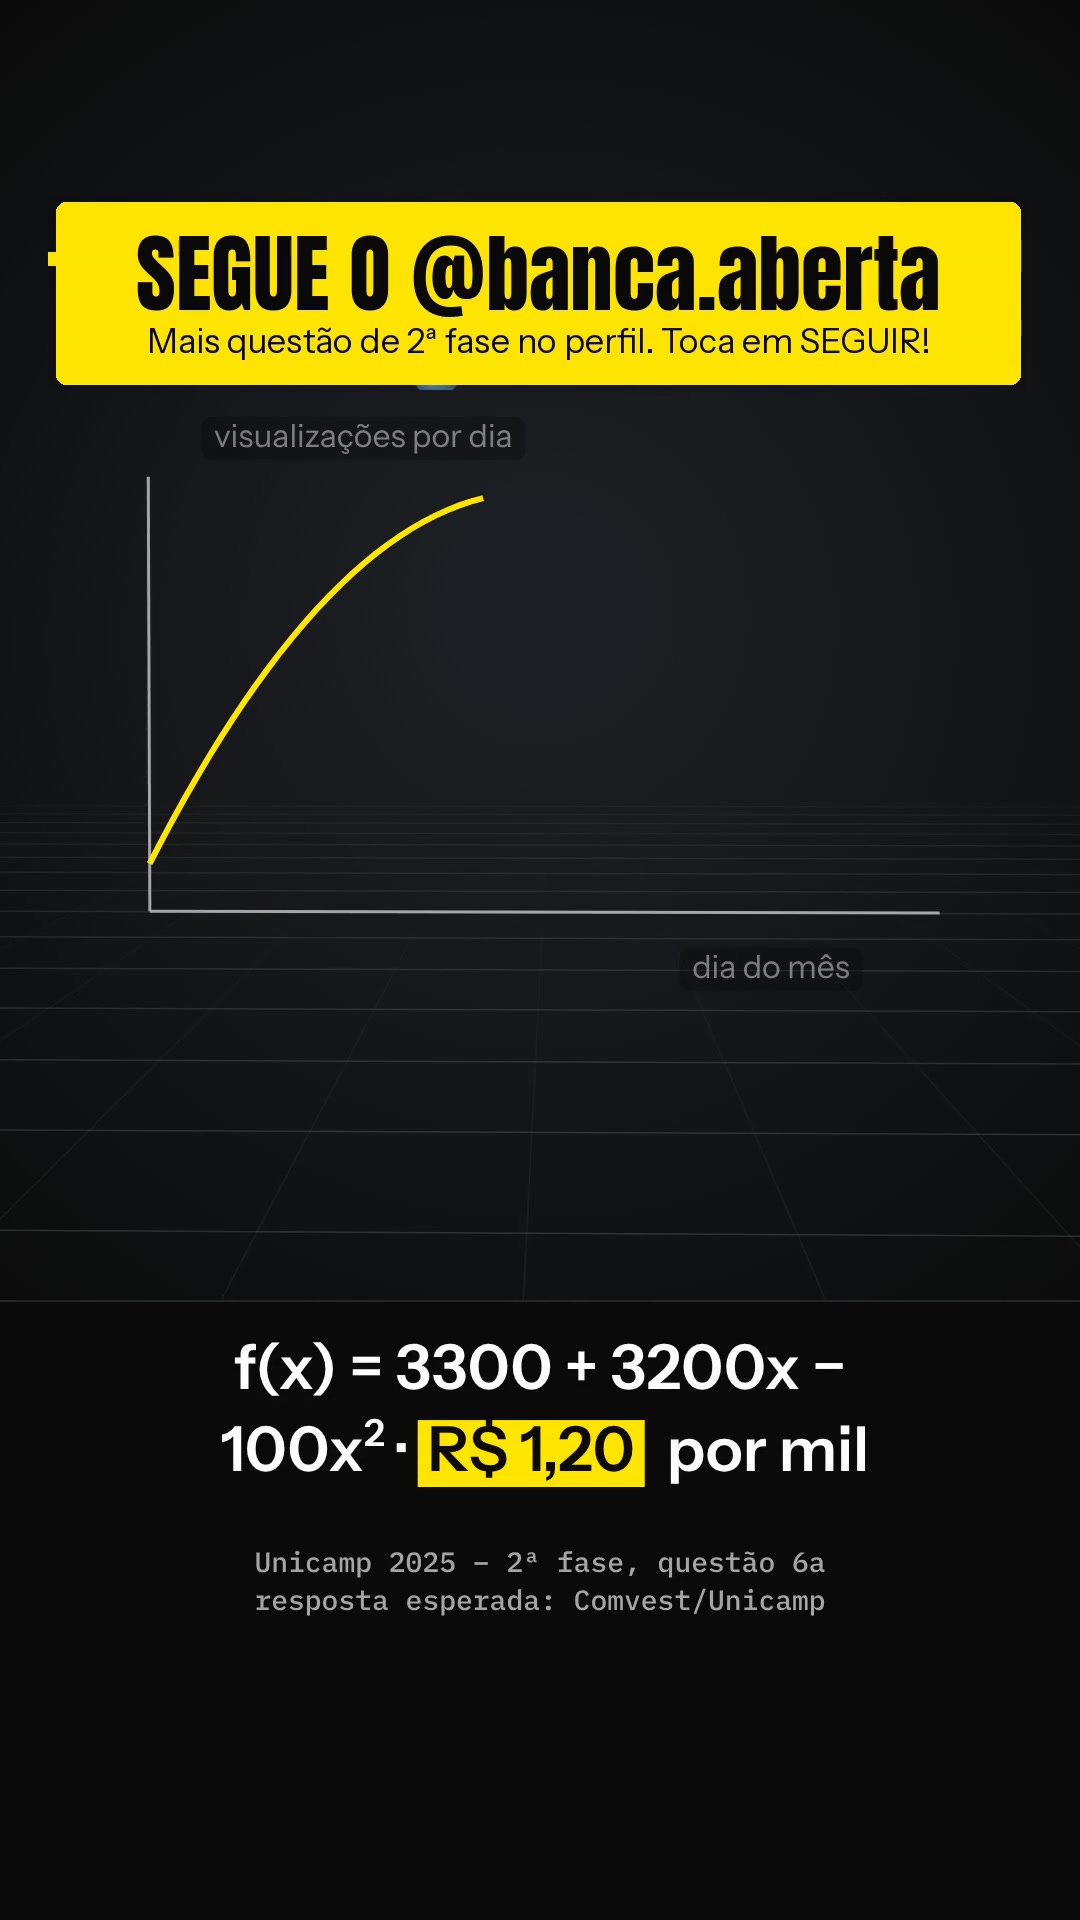 SEGUE O @banca.aberta
Mais questão de 2ª fase no perfil. Toca em SEGUIR!
visualizações por dia
dia do mês
f(x) = 3300 + 3200x −
100x² · R$ 1,20 por mil
Unicamp 2025 — 2ª fase, questão 6a
resposta esperada: Comvest/Unicamp